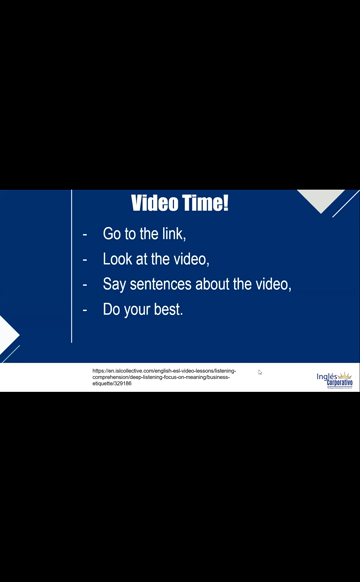 Video Time!
- Go to the link,
- Look at the video,
- Say sentences about the video,
- Do your best.
https://en.islcollective.com/english-esl-video-lessons/listening-
comprehension/deep-listening-focus-on-meaning/business-
etiquette/329186
Inglés
Corporativo